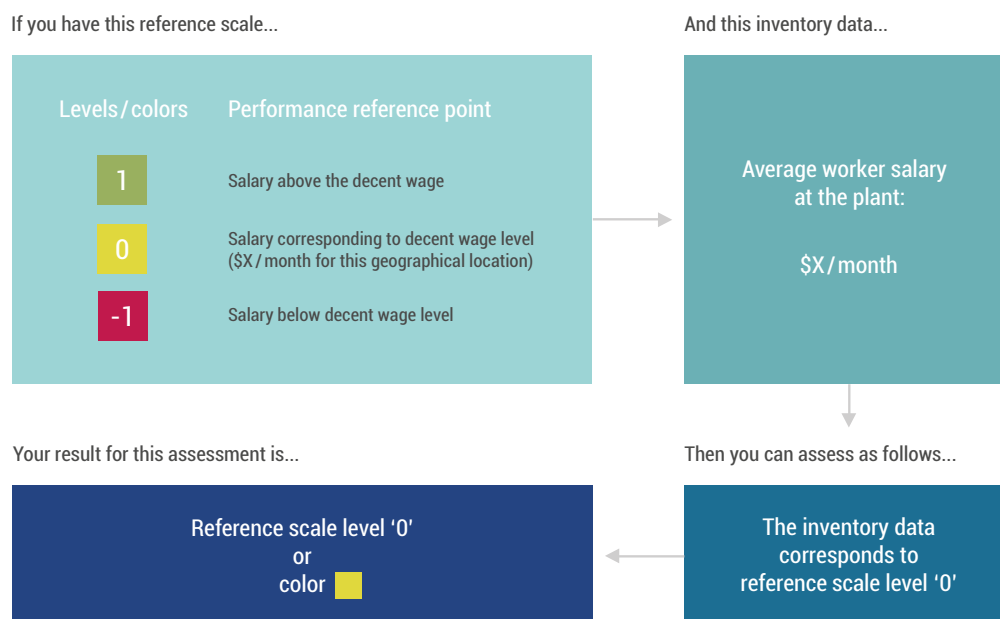 If you have this reference scale...
Levels/colors
Performance reference point
1
Salary above the decent wage
0
Salary corresponding to decent wage level
($X/month for this geographical location)
-1
Salary below decent wage level
And this inventory data...
Average worker salary
at the plant:
$X/month
Then you can assess as follows...
The inventory data
corresponds to
reference scale level ‘0’
Your result for this assessment is...
Reference scale level ‘0’
or
color